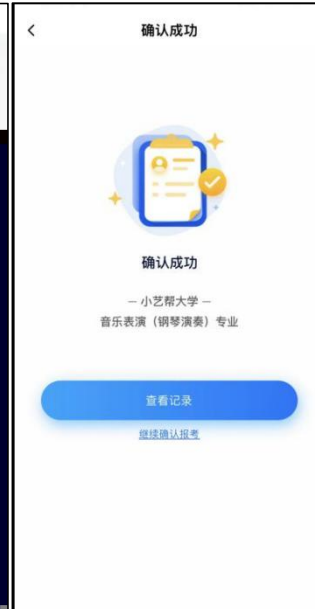 确认成功
确认成功
— 小艺帮大学 —
音乐表演（钢琴演奏）专业
查看记录
继续确认报考